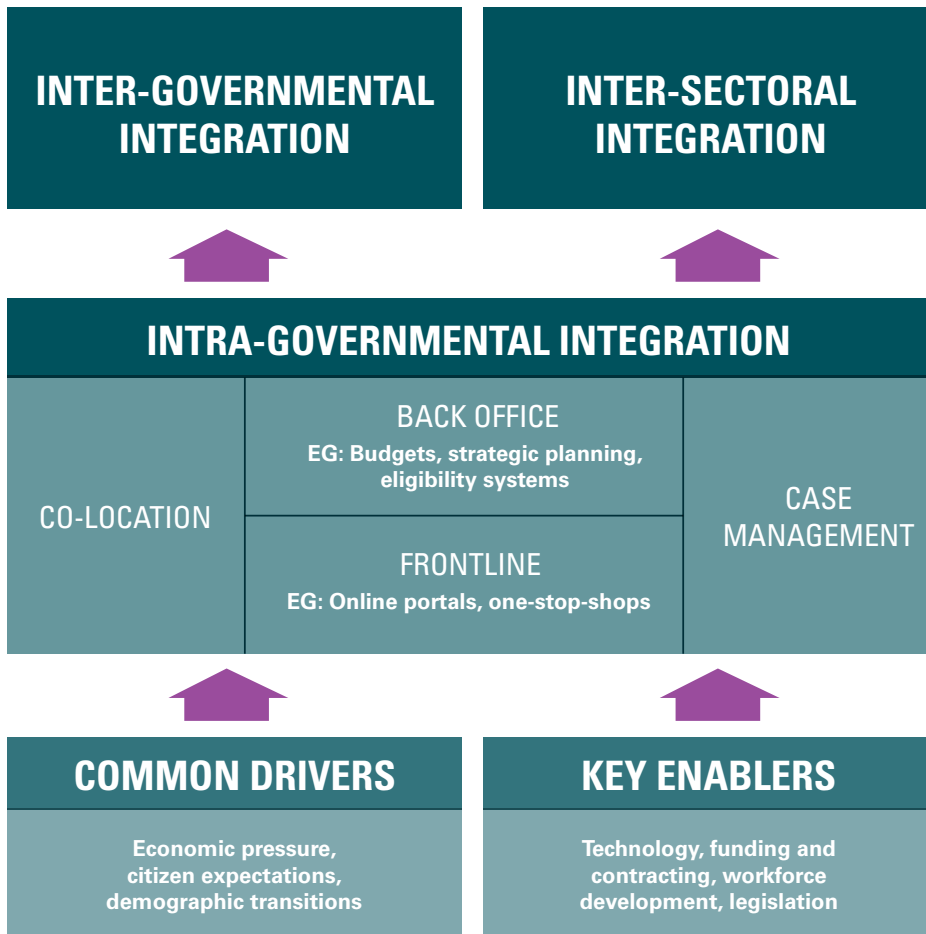 INTER-GOVERNMENTAL
INTEGRATION
INTER-SECTORAL
INTEGRATION
INTRA-GOVERNMENTAL INTEGRATION
CO-LOCATION
BACK OFFICE
EG: Budgets, strategic planning,
eligibility systems
FRONTLINE
EG: Online portals, one-stop-shops
CASE
MANAGEMENT
COMMON DRIVERS
Economic pressure,
citizen expectations,
demographic transitions
KEY ENABLERS
Technology, funding and
contracting, workforce
development, legislation